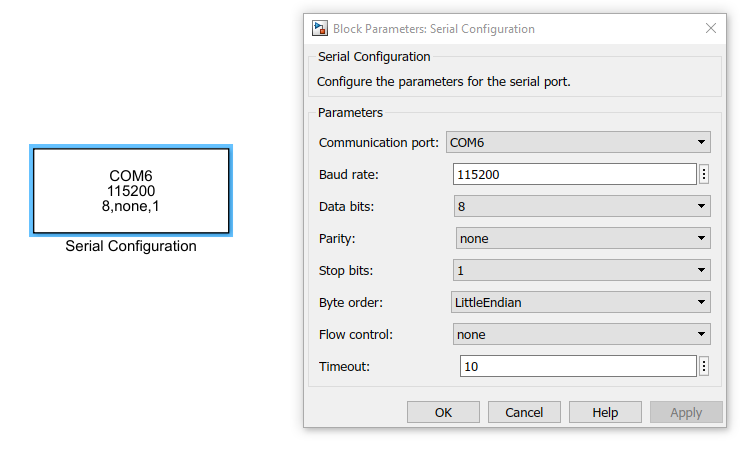 COM6
115200
8,none,1
Serial Configuration
Block Parameters: Serial Configuration
Serial Configuration
Configure the parameters for the serial port.
Parameters
Communication port: COM6
Baud rate: 115200
Data bits: 8
Parity: none
Stop bits: 1
Byte order: LittleEndian
Flow control: none
Timeout: 10
OK Cancel Help Apply